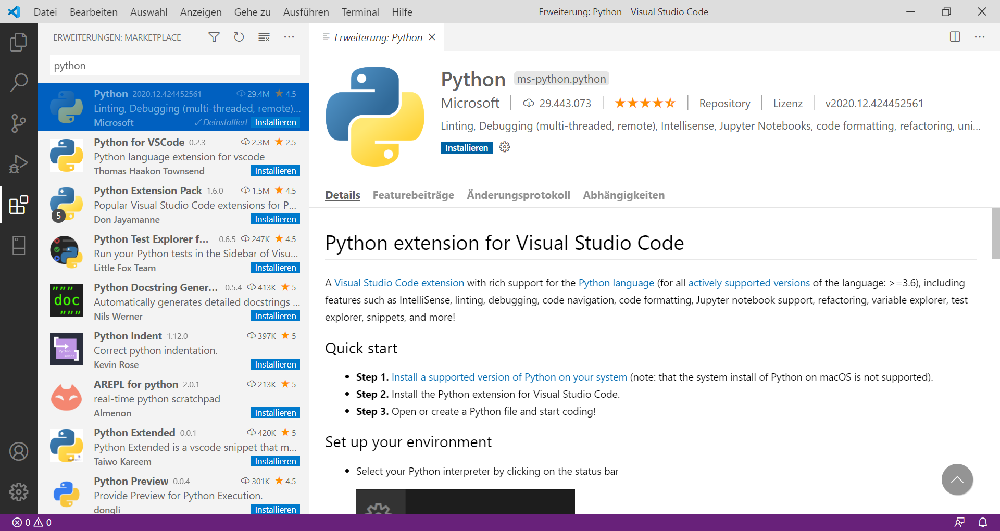 Datei Bearbeiten Auswahl Anzeigen Gehe zu Ausführen Terminal Hilfe Erweiterung: Python - Visual Studio Code
ERWEITERUNGEN: MARKETPLACE
python
Python 2020.12.424452561 29.4M 4.5
Linting, Debugging (multi-threaded, remote)...
Microsoft ✓Deinstalliert Installieren
Python for VSCode 0.2.3 2.3M 2.5
Python language extension for vscode
Thomas Haakon Townsend Installieren
Python Extension Pack 1.6.0 1.5M 4.5
Popular Visual Studio Code extensions for P...
5
Don Jayamanne Installieren
Python Test Explorer f... 0.6.5 247K 4.5
Run your Python tests in the Sidebar of Visu...
Little Fox Team Installieren
Python Docstring Gener... 0.5.4 413K 5
""" doc """
Automatically generates detailed docstrings ...
Nils Werner Installieren
Python Indent 1.12.0 397K 5
Correct python indentation.
Python Indent
Kevin Rose Installieren
AREPL for python 2.0.1 213K 5
real-time python scratchpad
Almenon Installieren
Python Extended 0.0.1 420K 5
Python Extended is a vscode snippet that m...
Taiwo Kareem Installieren
Python Preview 0.0.4 301K 4.5
Provide Preview for Python Execution.
dongli Installieren
Erweiterung: Python
Python ms-python.python
Microsoft 29.443.073 Repository Lizenz v2020.12.424452561
Linting, Debugging (multi-threaded, remote), Intellisense, Jupyter Notebooks, code formatting, refactoring, uni...
Installieren
Details Featurebeiträge Änderungsprotokoll Abhängigkeiten
Python extension for Visual Studio Code
A Visual Studio Code extension with rich support for the Python language (for all actively supported versions of the language: >=3.6), including
features such as IntelliSense, linting, debugging, code navigation, code formatting, Jupyter notebook support, refactoring, variable explorer, test
explorer, snippets, and more!
Quick start
• Step 1. Install a supported version of Python on your system (note: that the system install of Python on macOS is not supported).
• Step 2. Install the Python extension for Visual Studio Code.
• Step 3. Open or create a Python file and start coding!
Set up your environment
• Select your Python interpreter by clicking on the status bar
0 0